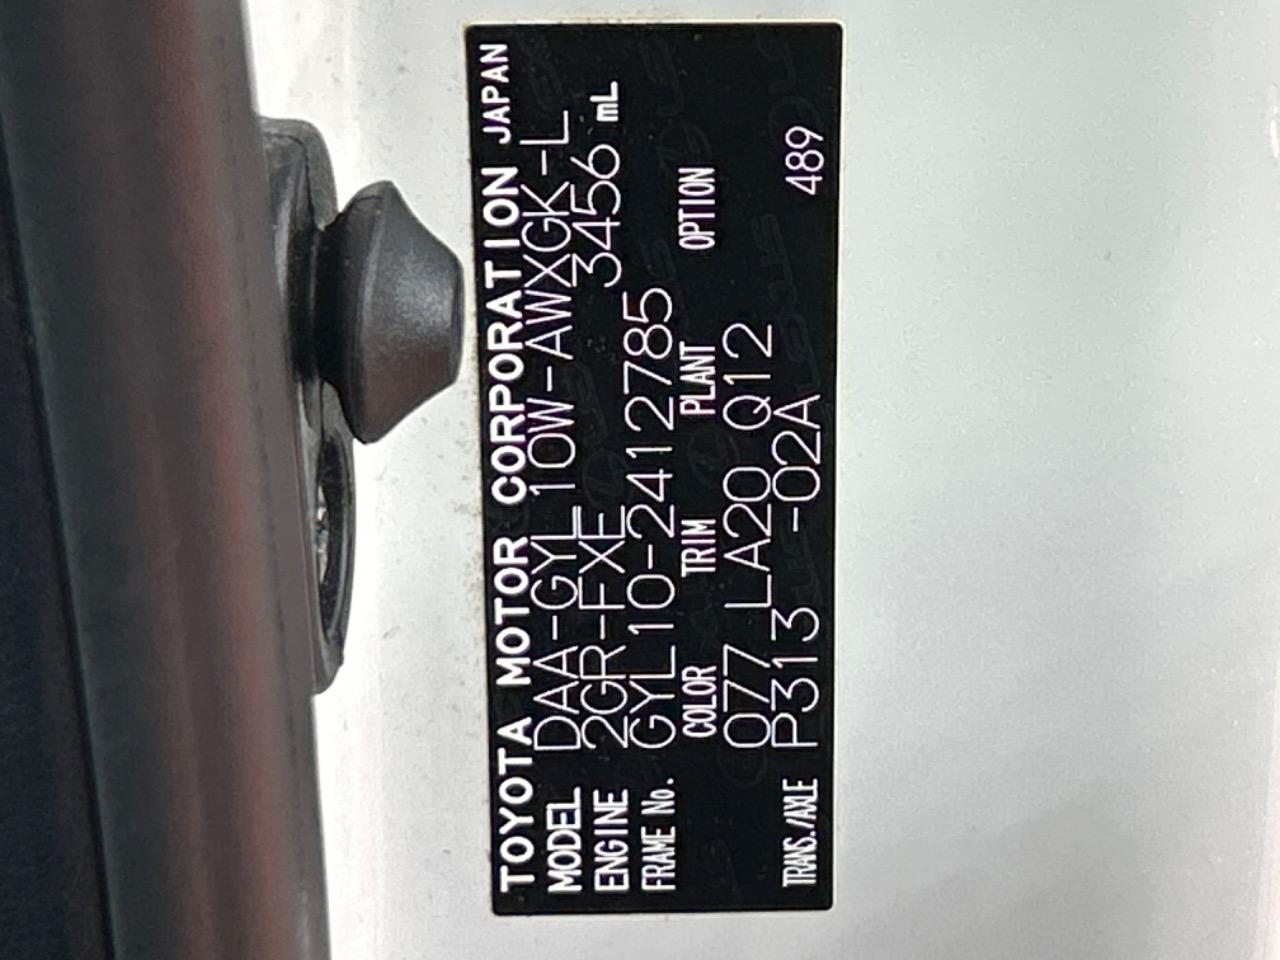 TOYOTA MOTOR CORPORATION JAPAN
MODEL DAA-GYL10W-AWXGK-L
ENGINE 2GR-FXE 3456 mL
FRAME No. GYL10-2412785
COLOR TRIM PLANT OPTION
077 LA20 Q12
TRANS./AXLE P313 -02A 489